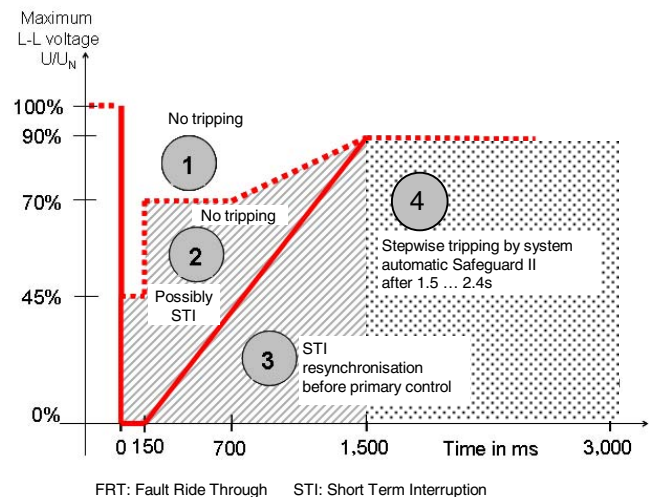 Maximum
L-L voltage
U/UN
100%
90%
70%
45%
0%
No tripping
1
No tripping
2
Possibly
STI
3
STI
resynchronisation
before primary control
4
Stepwise tripping by system
automatic Safeguard II
after 1.5 ... 2.4s
0 150 700 1,500 Time in ms 3.000
FRT: Fault Ride Through STI: Short Term Interruption